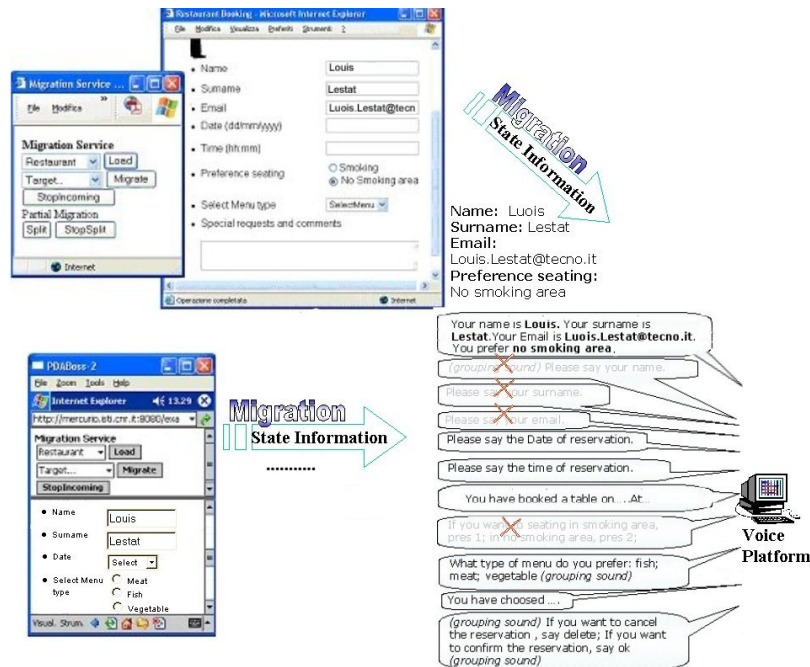 Restaurant Booking - Microsoft Internet Explorer
File Modifica Visualizza Preferiti Strumenti ?
Name Louis
Surname Lestat
Email Luois.Lestat@tecn
Date (dd/mm/yyyy)
Time (hh:mm)
Preference seating Smoking
No Smoking area
Select Menu type SelectMenu
Special requests and comments
Operazione completata Internet
Migration Service ...
File Modifica »
Migration Service
Restaurant Load
Target... Migrate
StopIncoming
Partial Migration
Split StopSplit
Internet
Migration
State Information
Name: Luois
Surname: Lestat
Email:
Louis.Lestat@tecno.it
Preference seating:
No smoking area
PDABoss-2
File Zoom Tools Help
Internet Explorer 13.29
http://mercurio.isti.cnr.it:8080/exa
Migration Service
Restaurant Load
Target... Migrate
StopIncoming
Name Louis
Surname Lestat
Date Select
Select Menu Meat
type Fish
Vegetable
Visual. Strum.
Migration
State Information
..........
Your name is Louis. Your surname is
Lestat.Your Email is Luois.Lestat@tecno.it.
You prefer no smoking area.
(grouping sound) Please say your name.
Please say your surname.
Please say your email.
Please say the Date of reservation.
Please say the time of reservation.
You have booked a table on.....At...
If you want to seating in smoking area,
pres 1; in no smoking area, pres 2;
What type of menu do you prefer: fish;
meat; vegetable (grouping sound)
You have choosed ....
(grouping sound) If you want to cancel
the reservation , say delete; If you want
to confirm the reservation, say ok
(grouping sound)
Voice
Platform